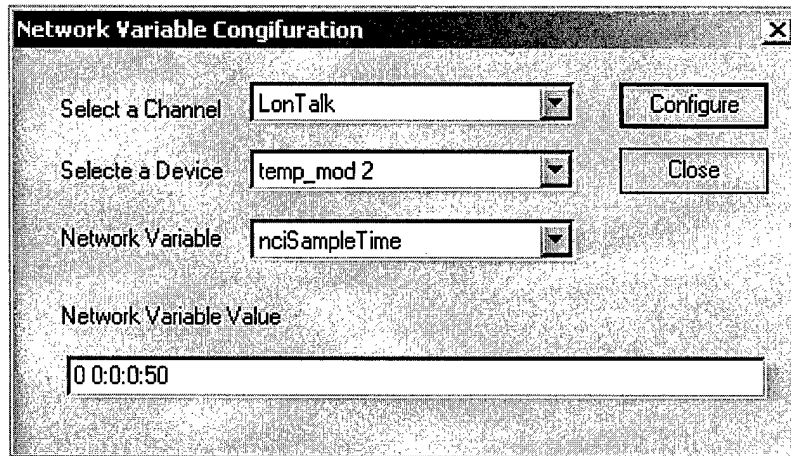 Network Variable Congifuration
Select a Channel LonTalk Configure
Selecte a Device temp_mod 2 Close
Network Variable nciSampleTime
Network Variable Value
0 0:0:0:50